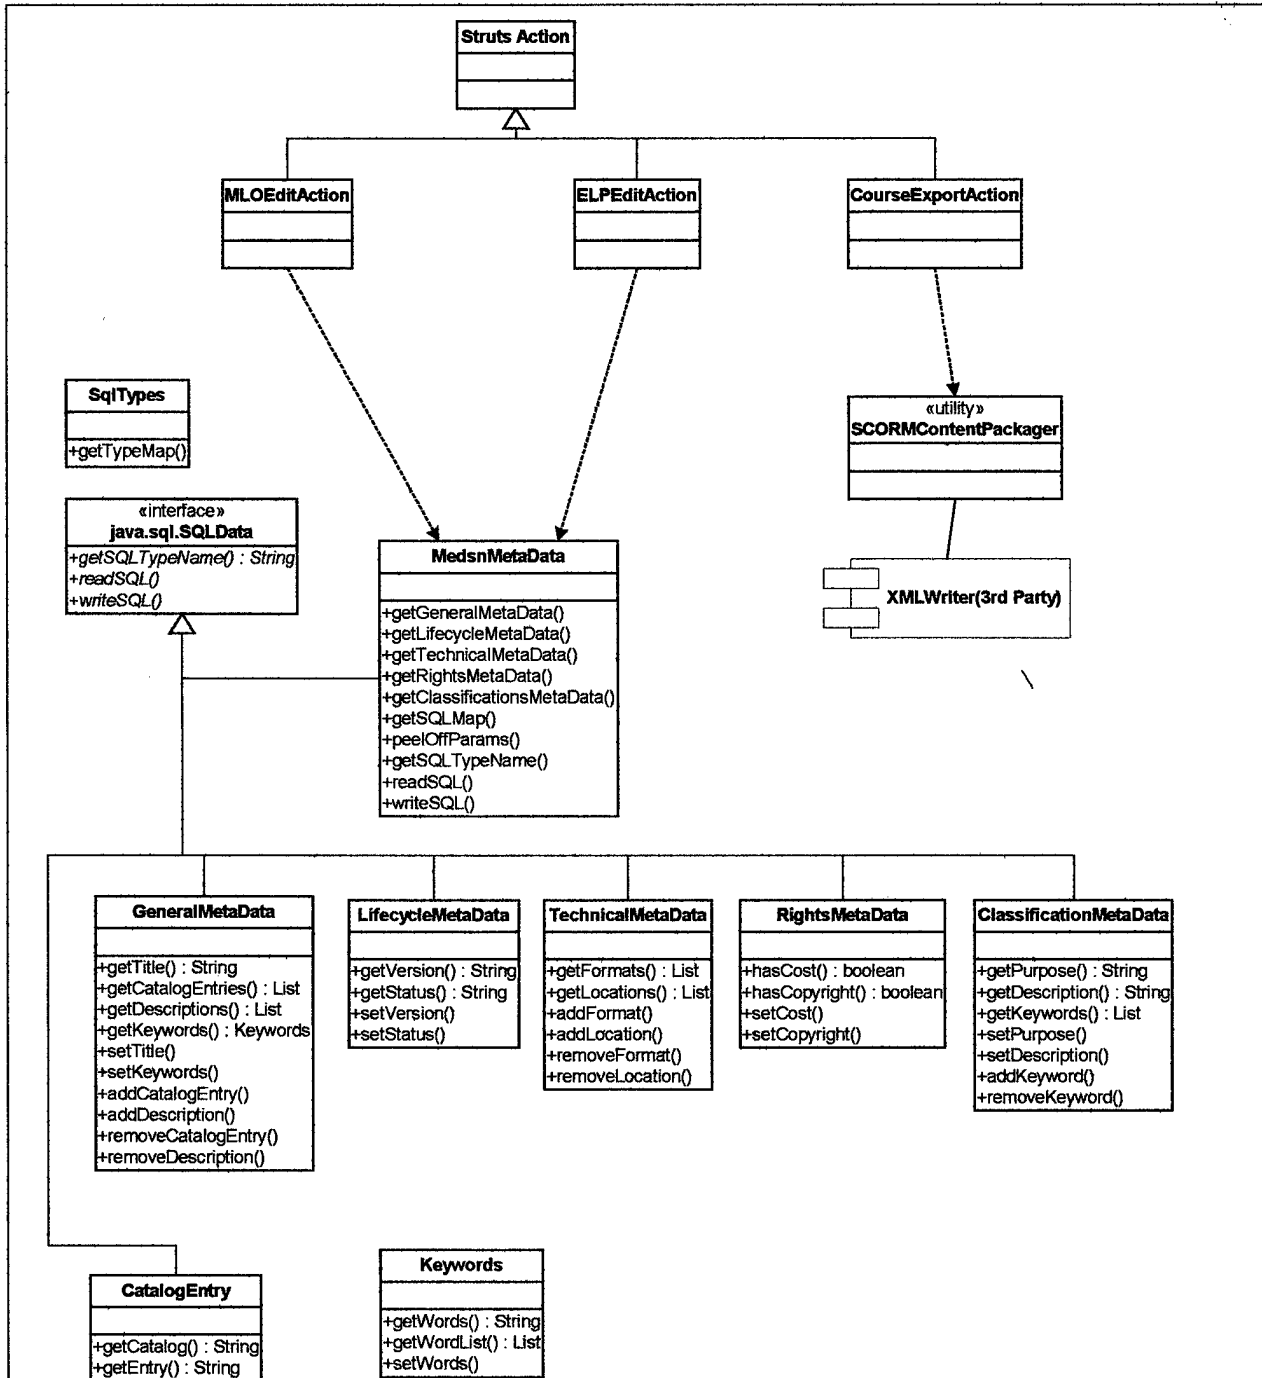 Struts Action
MLOEditAction
ELPEditAction
CourseExportAction
SqlTypes
+getTypeMap()
«utility»
SCORMContentPackager
«interface»
java.sql.SQLData
+getSQLTypeName() : String
+readSQL()
+writeSQL()
MedsnMetaData
+getGeneralMetaData()
+getLifecycleMetaData()
+getTechnicalMetaData()
+getRightsMetaData()
+getClassificationsMetaData()
+getSQLMap()
+peelOffParams()
+getSQLTypeName()
+readSQL()
+writeSQL()
XMLWriter(3rd Party)
GeneralMetaData
+getTitle() : String
+getCatalogEntries() : List
+getDescriptions() : List
+getKeywords() : Keywords
+setTitle()
+setKeywords()
+addCatalogEntry()
+addDescription()
+removeCatalogEntry()
+removeDescription()
LifecycleMetaData
+getVersion() : String
+getStatus() : String
+setVersion()
+setStatus()
TechnicalMetaData
+getFormats() : List
+getLocations() : List
+addFormat()
+addLocation()
+removeFormat()
+removeLocation()
RightsMetaData
+hasCost() : boolean
+hasCopyright() : boolean
+setCost()
+setCopyright()
ClassificationMetaData
+getPurpose() : String
+getDescription() : String
+getKeywords() : List
+setPurpose()
+setDescription()
+addKeyword()
+removeKeyword()
CatalogEntry
+getCatalog() : String
+getEntry() : String
Keywords
+getWords() : String
+getWordList() : List
+setWords()